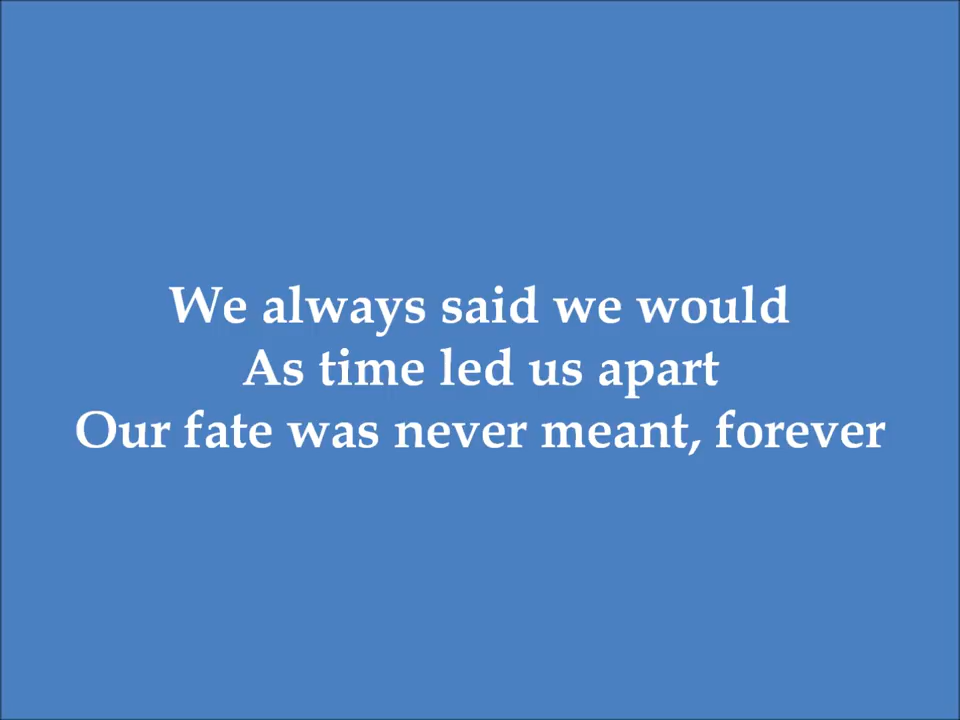 We always said we would
As time led us apart
Our fate was never meant, forever